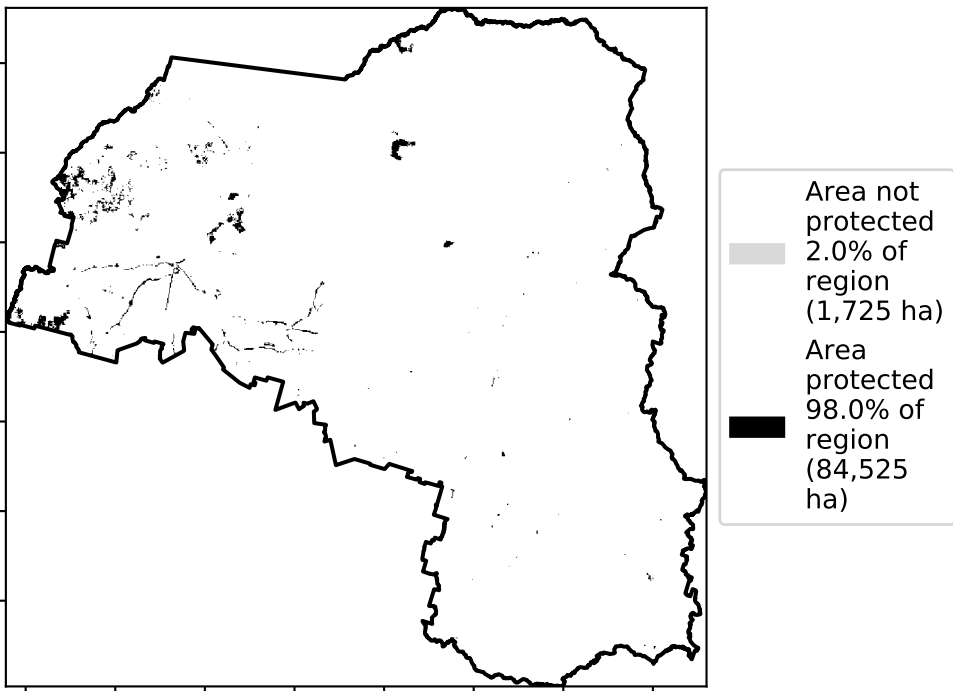 Area not
protected
2.0% of
region
(1,725 ha)
Area
protected
98.0% of
region
(84,525
ha)